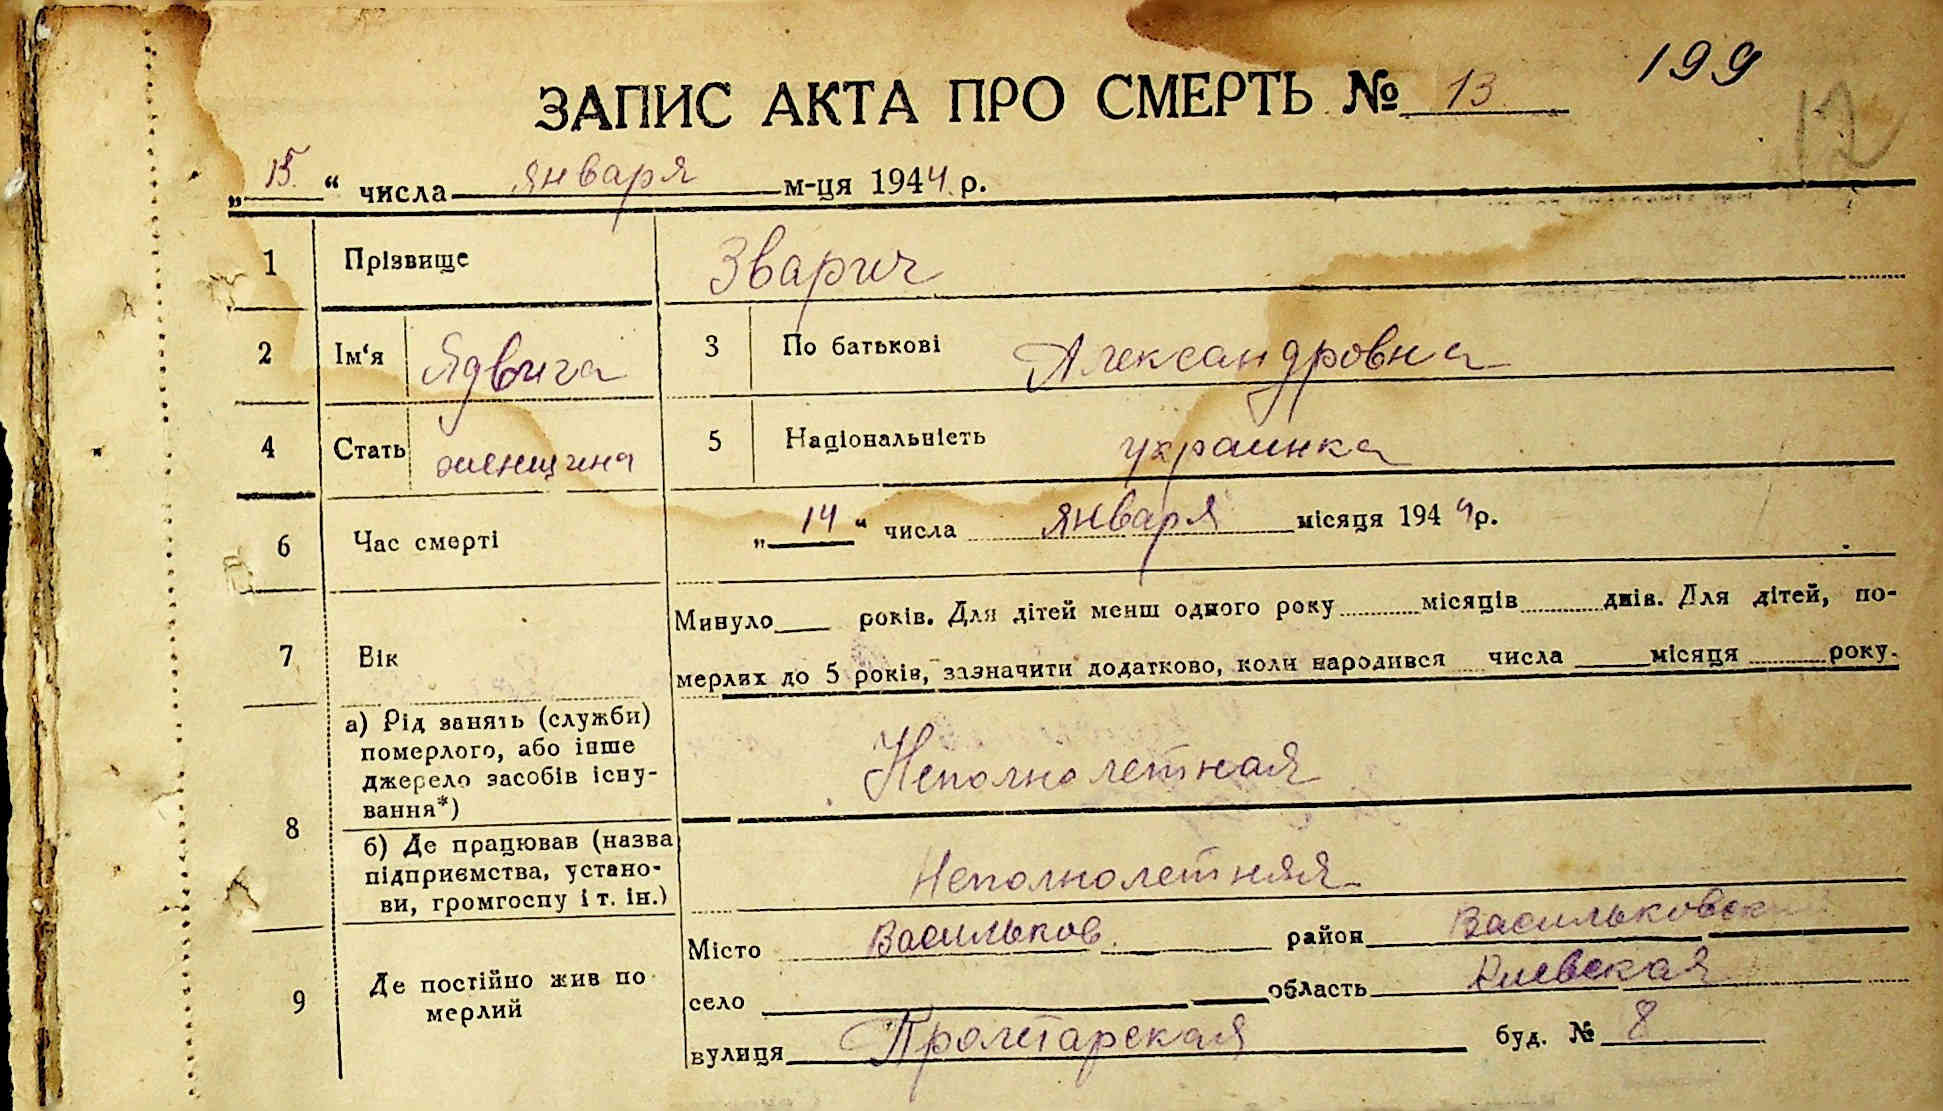 199
ЗАПИС АКТА ПРО СМЕРТЬ № 13
12
„15“ числа января м-ця 1944 р.
1 Прізвище Зварич
2 Ім‘я Ядвига 3 По батькові Александровна
4 Стать женщина 5 Національність украинка
6 Час смерті „14“ числа января місяця 1944 р.
7 Вік Минуло___ років. Для дітей менш одного року ......... місяців ......... днів. Для дітей, по-
мерлих до 5 років, зазначити додатково, коли народився ... числа ____ місяця ........ року.
8 а) Рід занять (служби)
померлого, або інше
джерело засобів існу-
вання*) Неполнолетная
б) Де працював (назва
підприємства, устано-
ви, громгоспу і т. ін.) Неполнолетняя
9 Де постійно жив по
мерлий
Місто Васильков район Васильковский
село область Киевская
вулиця Пролетарская буд. № 8